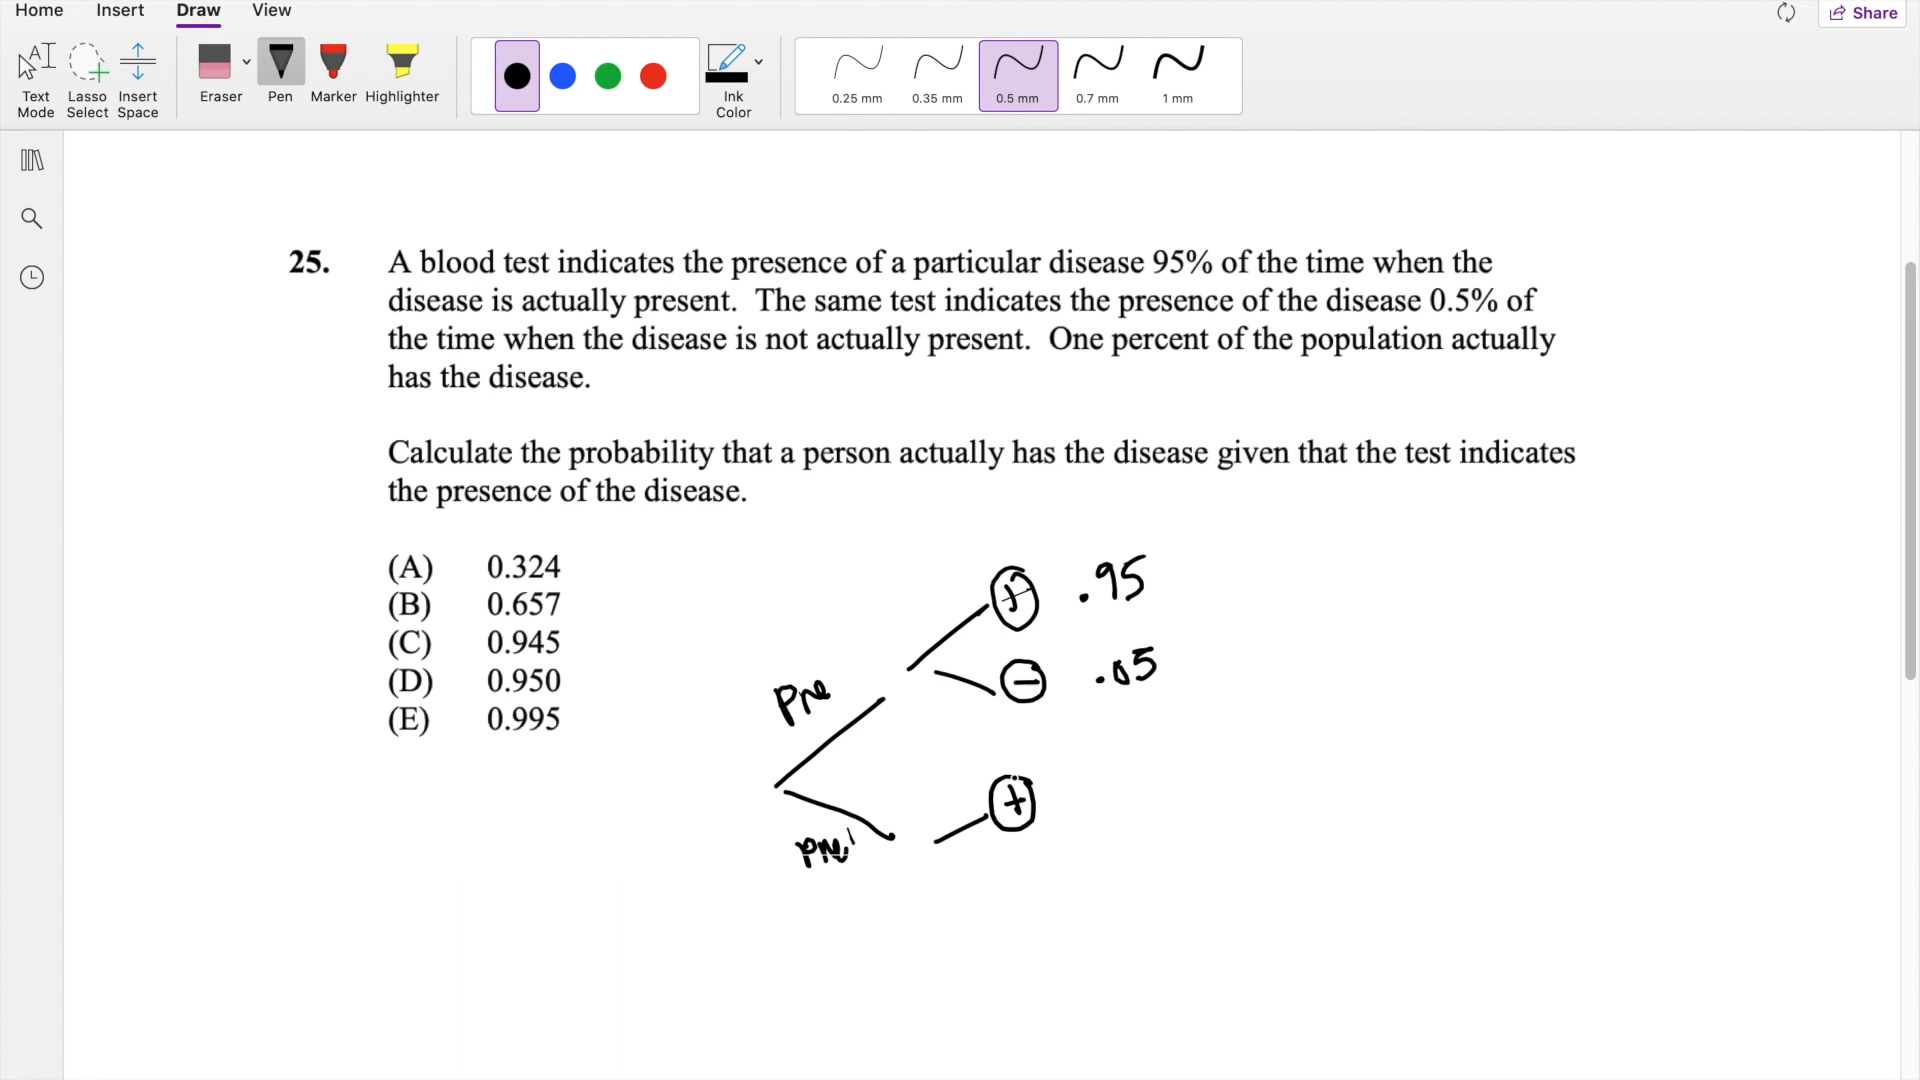 Home Insert Draw View
Share
Text Mode
Lasso Select
Insert Space
Eraser
Pen
Marker
Highlighter
Ink Color
0.25 mm
0.35 mm
0.5 mm
0.7 mm
1 mm
25. A blood test indicates the presence of a particular disease 95% of the time when the
disease is actually present. The same test indicates the presence of the disease 0.5% of
the time when the disease is not actually present. One percent of the population actually
has the disease.
Calculate the probability that a person actually has the disease given that the test indicates
the presence of the disease.
(A) 0.324
(B) 0.657
(C) 0.945
(D) 0.950
(E) 0.995
+ .95
− .05
Pre
+
Pre'